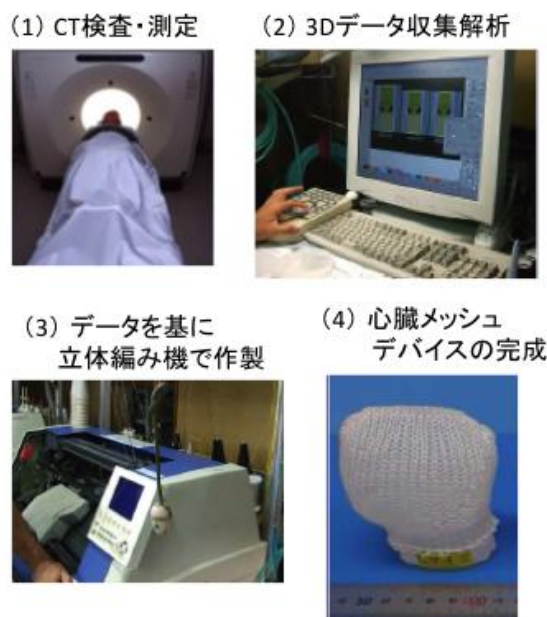 (1) CT検査・測定
(2) 3Dデータ収集解析
(3) データを基に
立体編み機で作製
(4) 心臓メッシュ
デバイスの完成
100